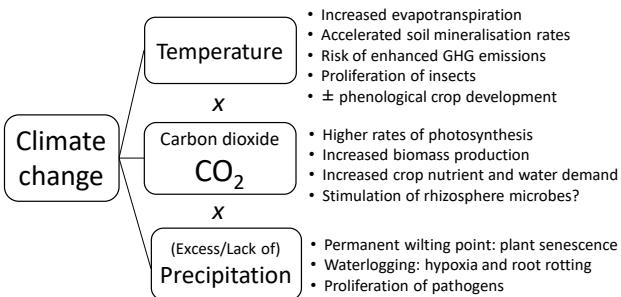 Climate
change
Temperature
• Increased evapotranspiration
• Accelerated soil mineralisation rates
• Risk of enhanced GHG emissions
• Proliferation of insects
• ± phenological crop development
x
Carbon dioxide
CO₂
• Higher rates of photosynthesis
• Increased biomass production
• Increased crop nutrient and water demand
• Stimulation of rhizosphere microbes?
x
(Excess/Lack of)
Precipitation
• Permanent wilting point: plant senescence
• Waterlogging: hypoxia and root rotting
• Proliferation of pathogens